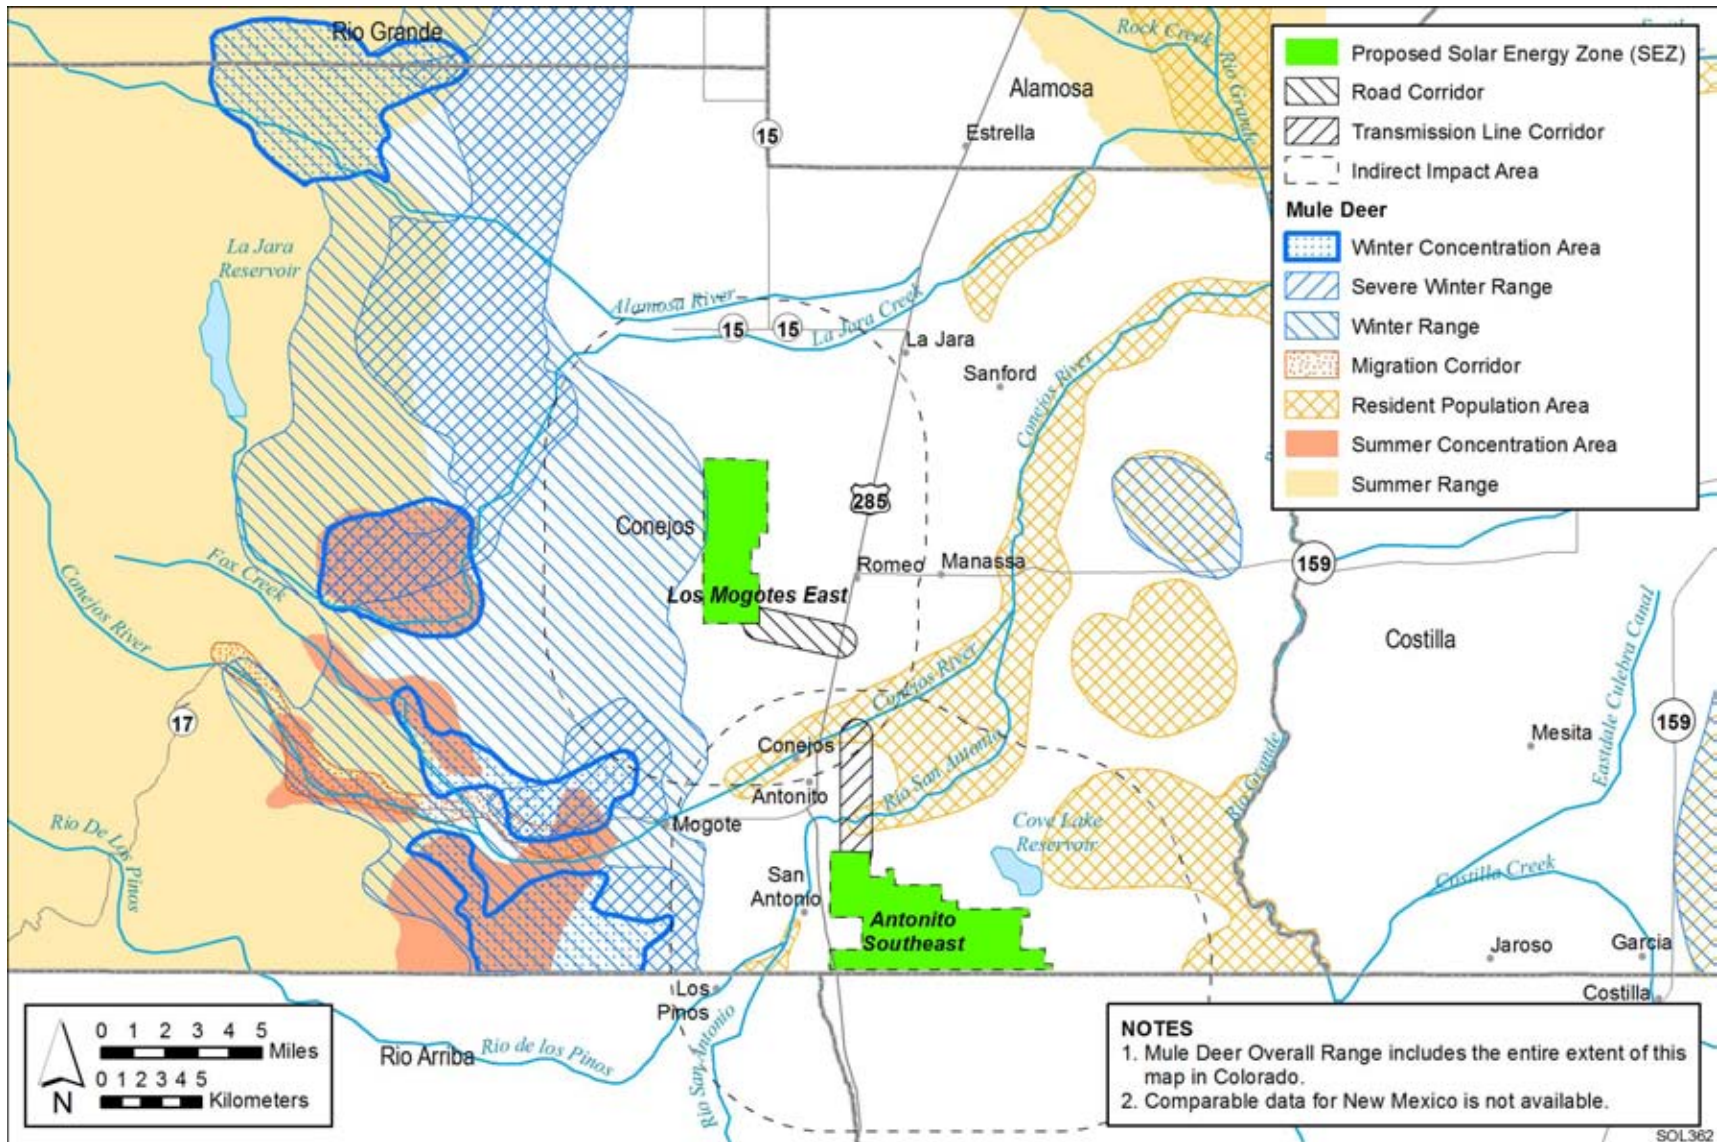 Rio Grande
15
Alamosa
Estrella
Rock Creek
Rio Grande
La Jara
Reservoir
Alamosa River
15
15
La Jara Creek
La Jara
Sanford
Conejos River
285
Conejos
Romeo
Manassa
Los Mogotes East
Fox Creek
Conejos River
17
Conejos River
Conejos
Antonito
Mogote
Rio San Antonio
Cove Lake
Reservoir
Rio De Los Pinos
San
Antonio
Antonito
Southeast
Rio Grande
159
Costilla
Eastdale Culebra Canal
159
Mesita
Costilla Creek
Jaroso
Garcia
Costilla
Los
Pinos
Rio San Antonio
Rio Arriba
Rio de los Pinos
Proposed Solar Energy Zone (SEZ)
Road Corridor
Transmission Line Corridor
Indirect Impact Area
Mule Deer
Winter Concentration Area
Severe Winter Range
Winter Range
Migration Corridor
Resident Population Area
Summer Concentration Area
Summer Range
N
0 1 2 3 4 5
Miles
0 1 2 3 4 5
Kilometers
NOTES
1. Mule Deer Overall Range includes the entire extent of this
map in Colorado.
2. Comparable data for New Mexico is not available.
SOL362